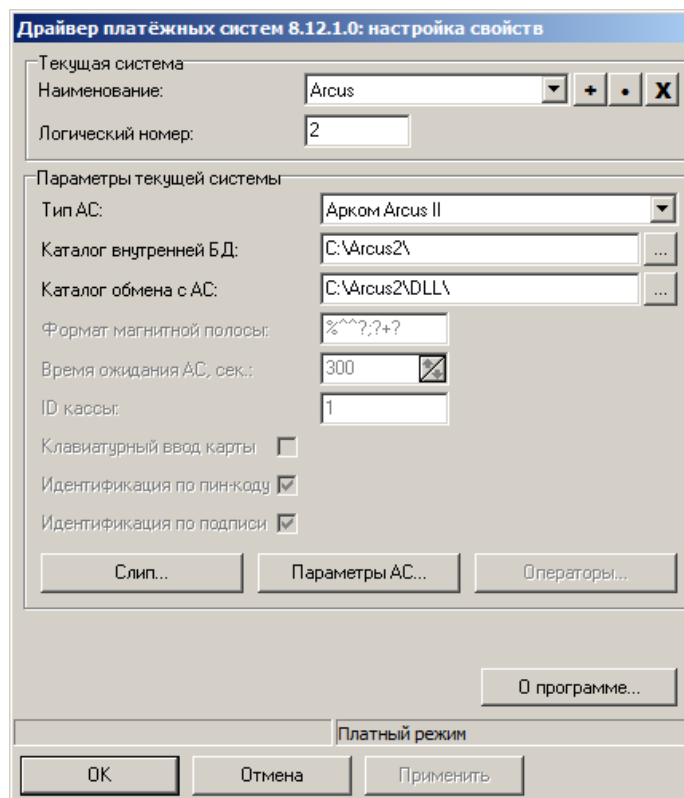 Драйвер платёжных систем 8.12.1.0: настройка свойств
Текущая система
Наименование: Arcus + • X
Логический номер: 2
Параметры текущей системы
Тип АС: Арком Arcus II
Каталог внутренней БД: C:\Arcus2\ ...
Каталог обмена с АС: C:\Arcus2\DLL\ ...
Формат магнитной полосы: %^^?;?+?
Время ожидания АС, сек.: 300
ID кассы: 1
Клавиатурный ввод карты
Идентификация по пин-коду
Идентификация по подписи
Слип... Параметры АС... Операторы...
О программе...
Платный режим
OK Отмена Применить